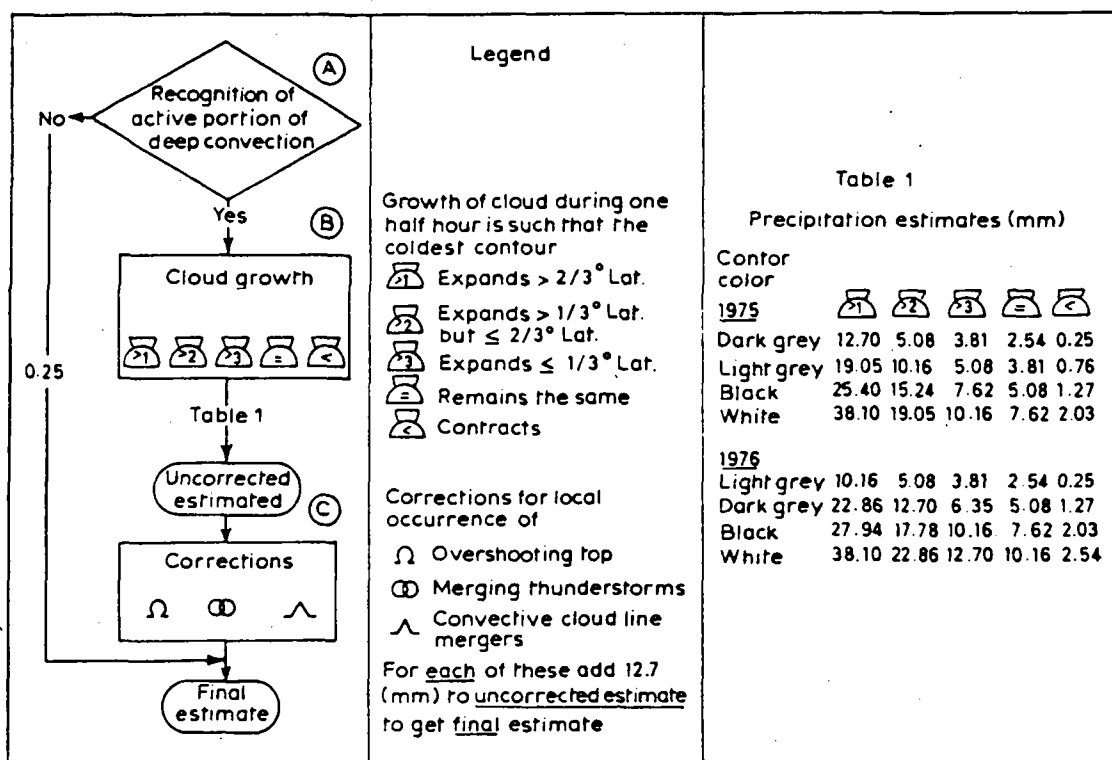 A
Recognition of
active portion of
deep convection
No
Yes
B
Cloud growth
>1 >2 >3 = <
0.25
Table 1
Uncorrected
estimated
C
Corrections
Ω
Final
estimate
Legend
Growth of cloud during one
half hour is such that the
coldest contour
>1 Expands > 2/3° Lat.
>2 Expands > 1/3° Lat.
but ≤ 2/3° Lat.
>3 Expands ≤ 1/3° Lat.
= Remains the same
< Contracts
Corrections for local
occurrence of
Ω Overshooting top
Merging thunderstorms
Convective cloud line
mergers
For each of these add 12.7
(mm) to uncorrected estimate
to get final estimate
Table 1
Precipitation estimates (mm)
Contor
color
1975 >1 >2 >3 = <
Dark grey 12.70 5.08 3.81 2.54 0.25
Light grey 19.05 10.16 5.08 3.81 0.76
Black 25.40 15.24 7.62 5.08 1.27
White 38.10 19.05 10.16 7.62 2.03
1976
Light grey 10.16 5.08 3.81 2.54 0.25
Dark grey 22.86 12.70 6.35 5.08 1.27
Black 27.94 17.78 10.16 7.62 2.03
White 38.10 22.86 12.70 10.16 2.54